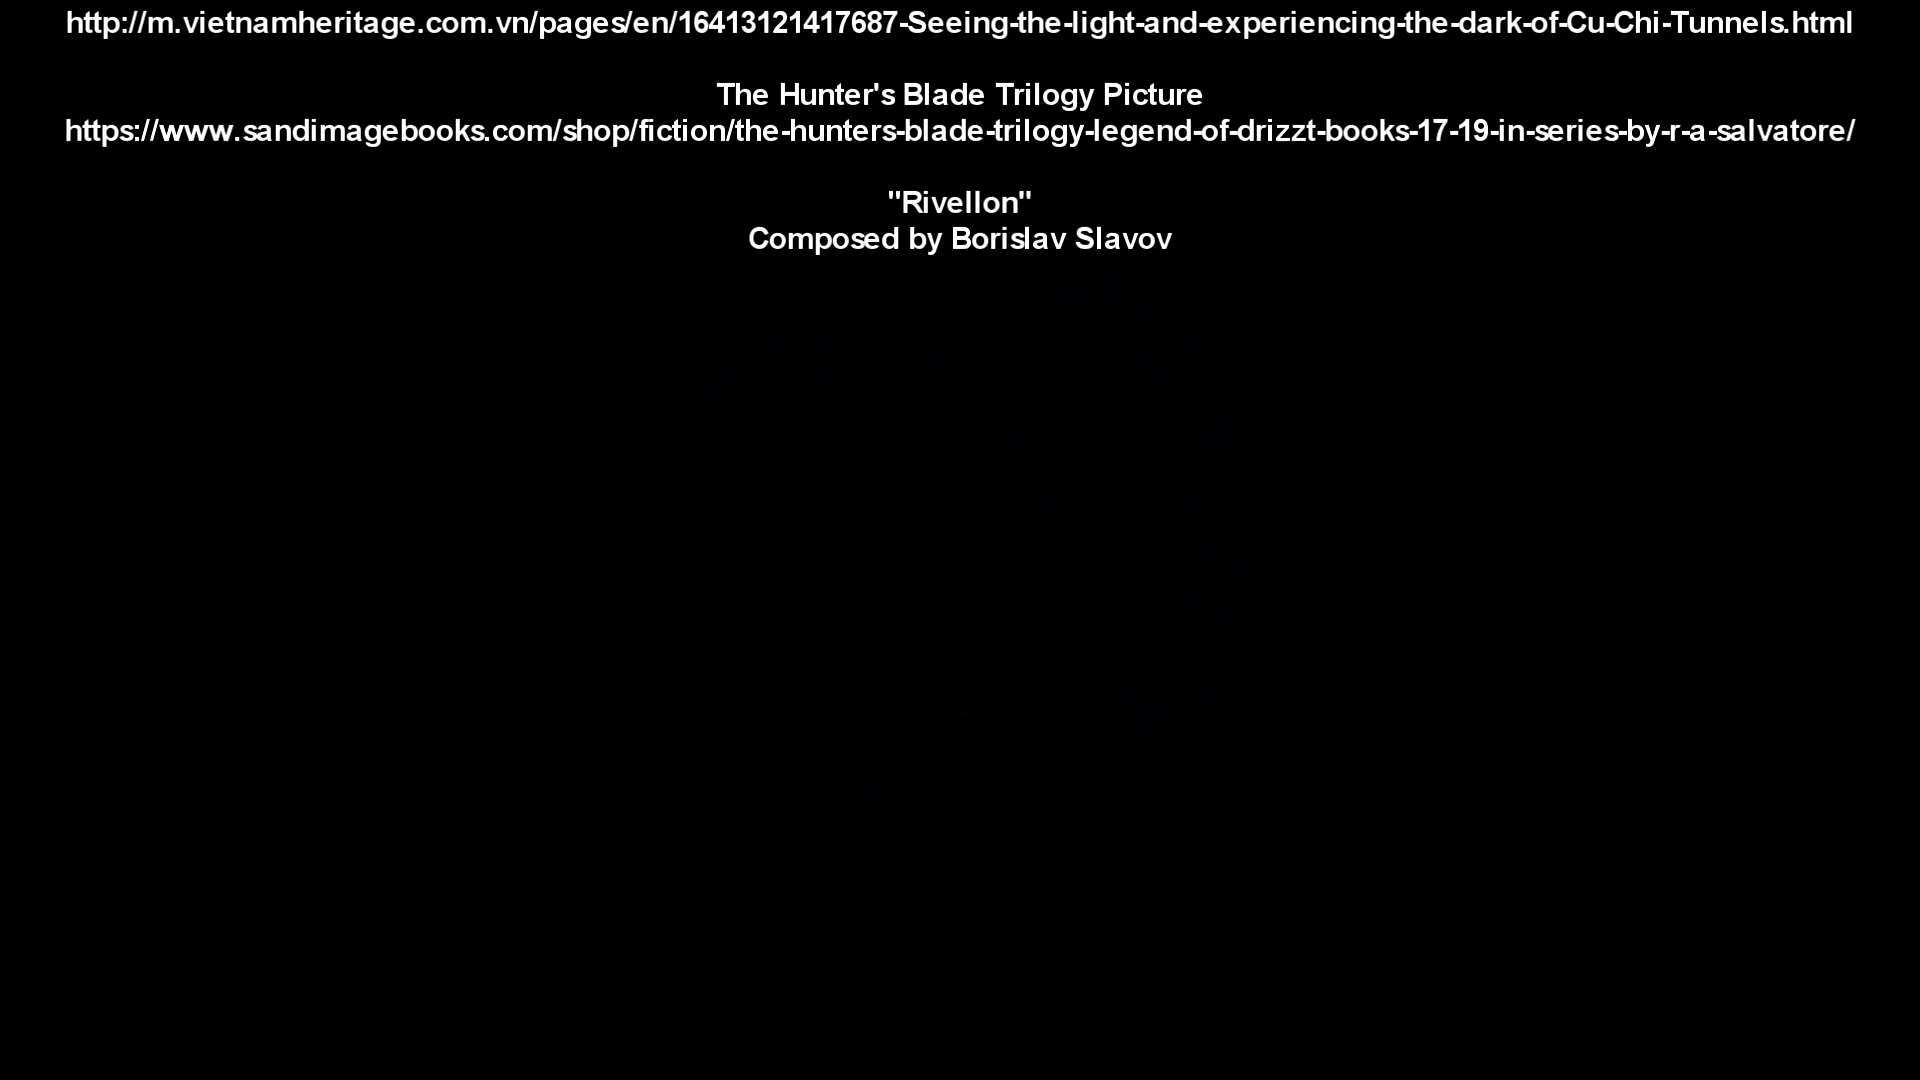 http://m.vietnamheritage.com.vn/pages/en/16413121417687-Seeing-the-light-and-experiencing-the-dark-of-Cu-Chi-Tunnels.html
The Hunter's Blade Trilogy Picture
https://www.sandimagebooks.com/shop/fiction/the-hunters-blade-trilogy-legend-of-drizzt-books-17-19-in-series-by-r-a-salvatore/
"Rivellon"
Composed by Borislav Slavov